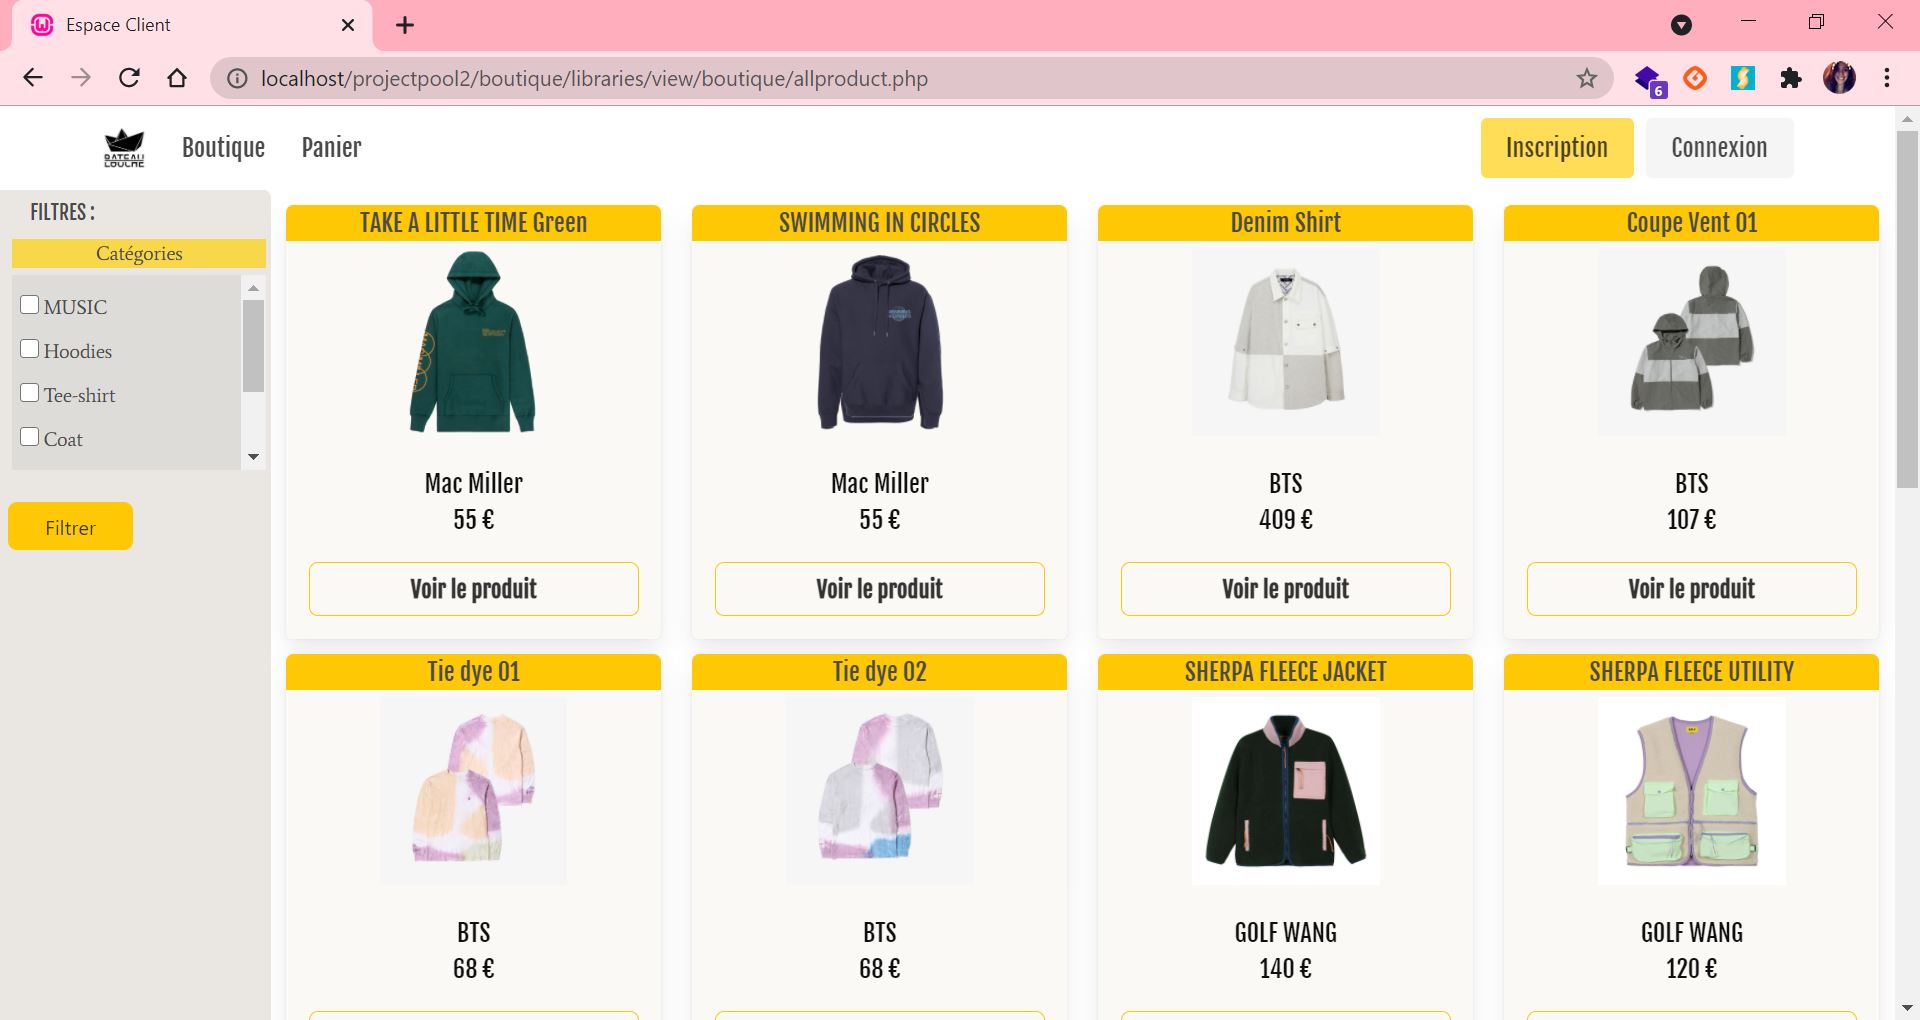 Espace Client
localhost/projectpool2/boutique/libraries/view/boutique/allproduct.php
6
BATEAU
LOUCHE
Boutique
Panier
Inscription
Connexion
FILTRES :
Catégories
MUSIC
Hoodies
Tee-shirt
Coat
Filtrer
TAKE A LITTLE TIME Green
Mac Miller
55 €
Voir le produit
SWIMMING IN CIRCLES
Mac Miller
55 €
Voir le produit
Denim Shirt
BTS
409 €
Voir le produit
Coupe Vent 01
BTS
107 €
Voir le produit
Tie dye 01
BTS
68 €
Tie dye 02
BTS
68 €
SHERPA FLEECE JACKET
GOLF WANG
140 €
SHERPA FLEECE UTILITY
GOLF WANG
120 €